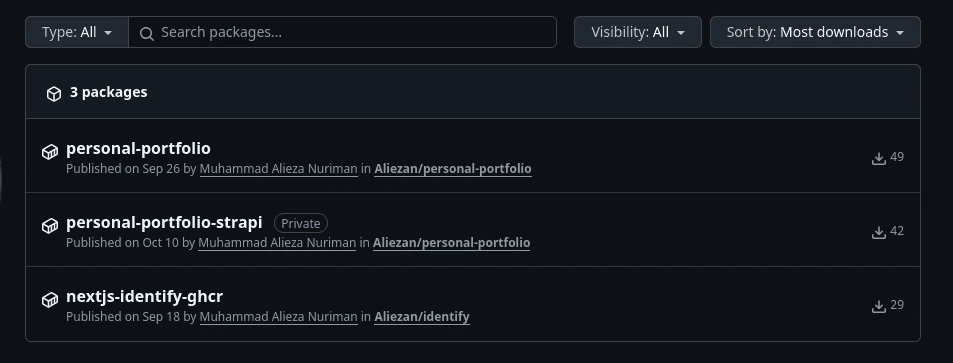 Type: All Search packages... Visibility: All Sort by: Most downloads
3 packages
personal-portfolio
Published on Sep 26 by Muhammad Alieza Nuriman in Aliezan/personal-portfolio 49
personal-portfolio-strapi Private
Published on Oct 10 by Muhammad Alieza Nuriman in Aliezan/personal-portfolio 42
nextjs-identify-ghcr
Published on Sep 18 by Muhammad Alieza Nuriman in Aliezan/identify 29